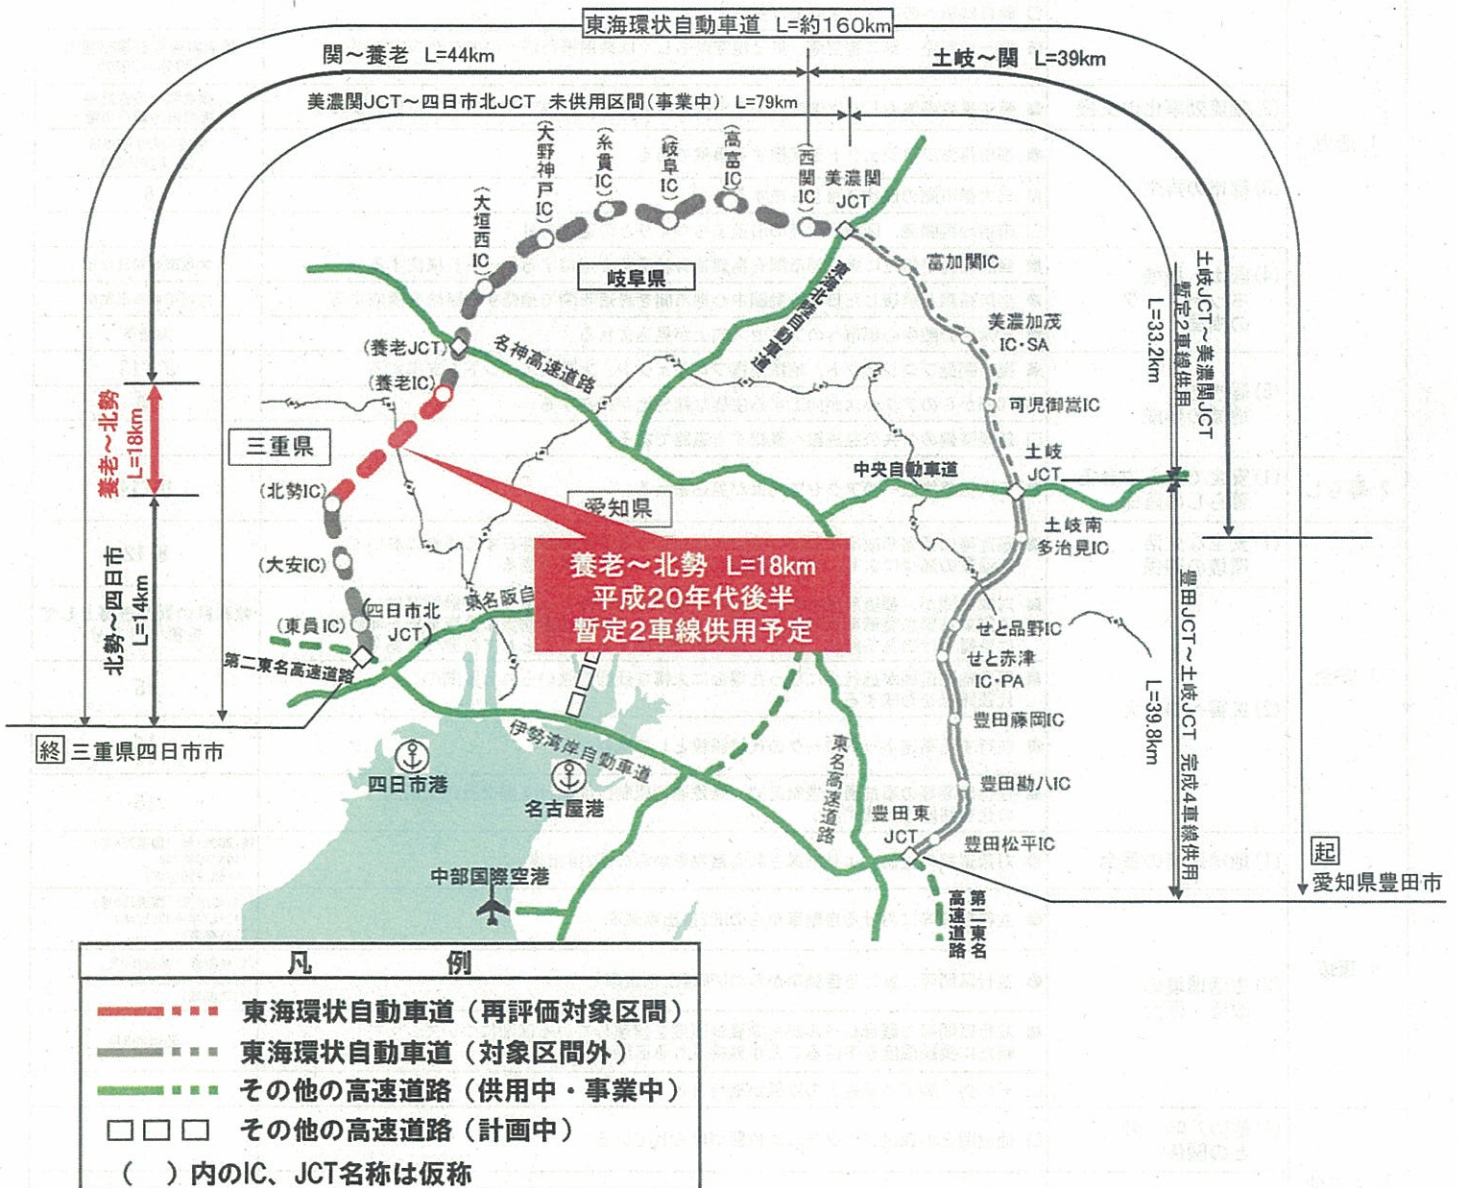 東海環状自動車道 L=約160km
関～養老 L=44km
土岐～関 L=39km
美濃関JCT～四日市北JCT 未供用区間(事業中) L=79km
(大垣西IC)
(大野神戸IC)
(糸貫IC)
(岐阜IC)
(高富IC)
(西関IC)
美濃関
JCT
岐阜県
富加関IC
東海北陸自動車道
美濃加茂
IC・SA
土岐JCT～美濃関JCT
暫定2車線供用
L=33.2km
(養老JCT)
名神高速道路
(養老IC)
可児御嵩IC
養老～北勢
L=18km
三重県
土岐
JCT
中央自動車道
(北勢IC)
愛知県
土岐南
多治見IC
養老～北勢 L=18km
平成20年代後半
暫定2車線供用予定
(大安IC)
北勢～四日市
L=14km
東名阪自
四日市北
JCT)
(東員IC)
第二東名高速道路
せと品野IC
せと赤津
IC・PA
豊田JCT～土岐JCT 完成4車線供用
L=39.8km
豊田藤岡IC
終 三重県四日市市
伊勢湾岸自動車道
四日市港
名古屋港
東名高速道路
豊田勘八IC
豊田東
JCT
豊田松平IC
起
愛知県豊田市
中部国際空港
第二東名
高速道路
凡 例
東海環状自動車道（再評価対象区間）
東海環状自動車道（対象区間外）
その他の高速道路（供用中・事業中）
その他の高速道路（計画中）
（ ）内のIC、JCT名称は仮称